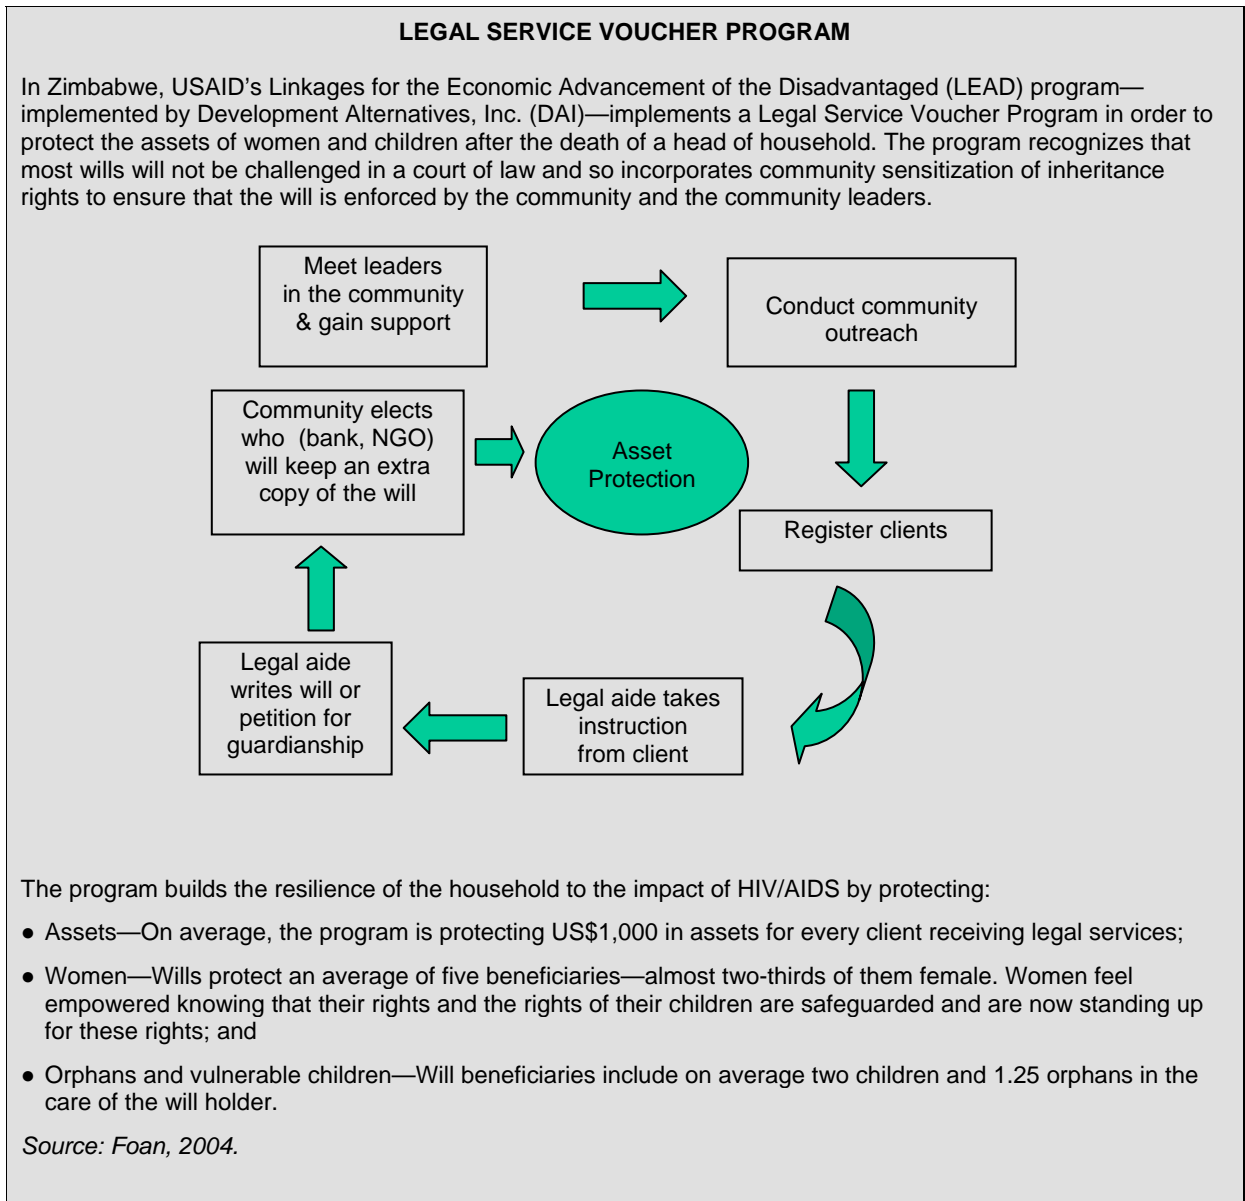 LEGAL SERVICE VOUCHER PROGRAM
In Zimbabwe, USAID's Linkages for the Economic Advancement of the Disadvantaged (LEAD) program—
implemented by Development Alternatives, Inc. (DAI)—implements a Legal Service Voucher Program in order to
protect the assets of women and children after the death of a head of household. The program recognizes that
most wills will not be challenged in a court of law and so incorporates community sensitization of inheritance
rights to ensure that the will is enforced by the community and the community leaders.
Meet leaders
in the community
& gain support
Conduct community
outreach
Register clients
Legal aide takes
instruction
from client
Legal aide
writes will or
petition for
guardianship
Community elects
who (bank, NGO)
will keep an extra
copy of the will
Asset
Protection
The program builds the resilience of the household to the impact of HIV/AIDS by protecting:
● Assets—On average, the program is protecting US$1,000 in assets for every client receiving legal services;
● Women—Wills protect an average of five beneficiaries—almost two-thirds of them female. Women feel
empowered knowing that their rights and the rights of their children are safeguarded and are now standing up
for these rights; and
● Orphans and vulnerable children—Will beneficiaries include on average two children and 1.25 orphans in the
care of the will holder.
Source: Foan, 2004.